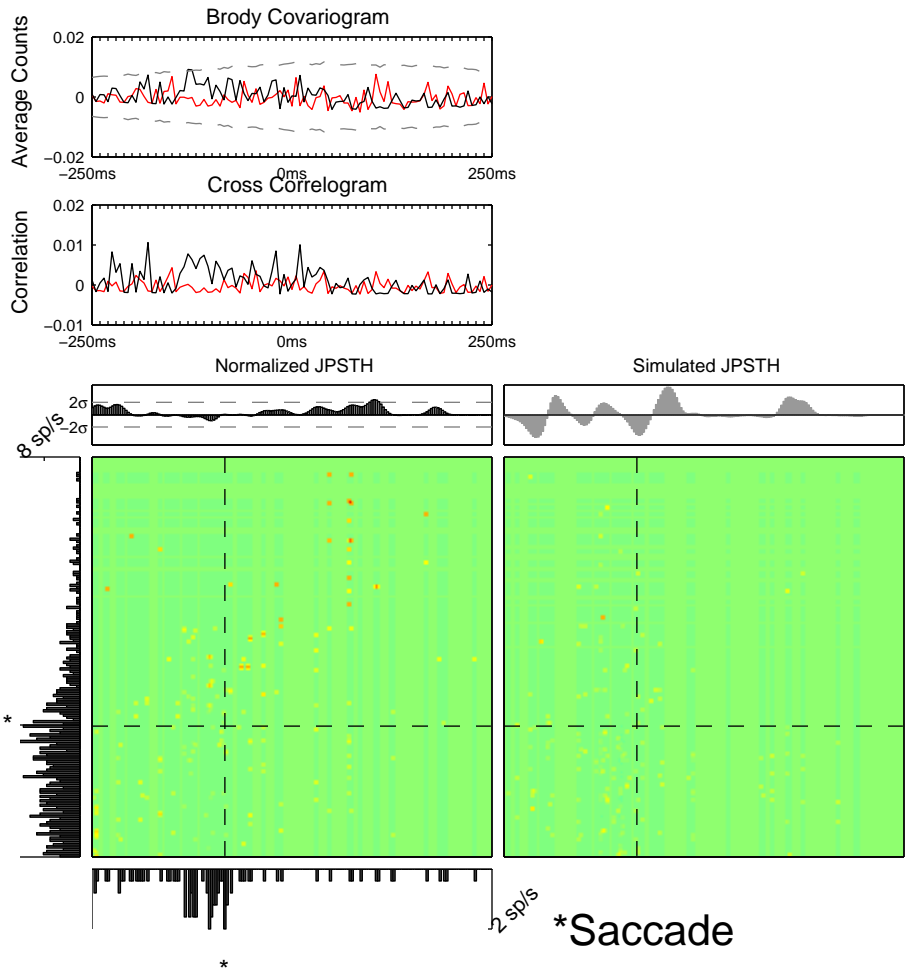 Brody Covariogram
Average Counts
0.02
0
−0.02
−250ms
0ms
250ms
Cross Correlogram
Correlation
0.02
0.01
0
−0.01
−250ms
0ms
250ms
Normalized JPSTH
Simulated JPSTH
2σ
−2σ
8 sp/s
*
2 sp/s
*Saccade
*